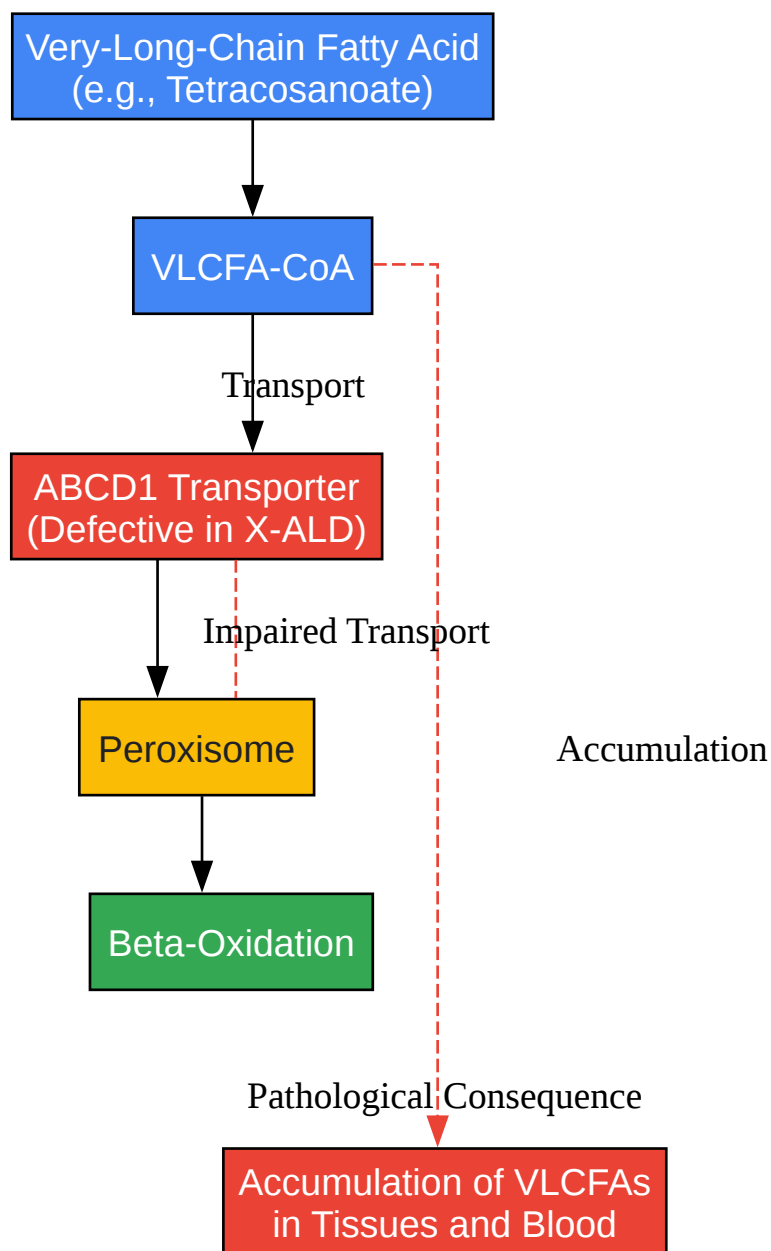 Very-Long-Chain Fatty Acid
(e.g., Tetracosanoate)
VLCFA-CoA
Transport
ABCD1 Transporter
(Defective in X-ALD)
Impaired Transport
Peroxisome
Accumulation
Beta-Oxidation
Pathological Consequence
Accumulation of VLCFAs
in Tissues and Blood